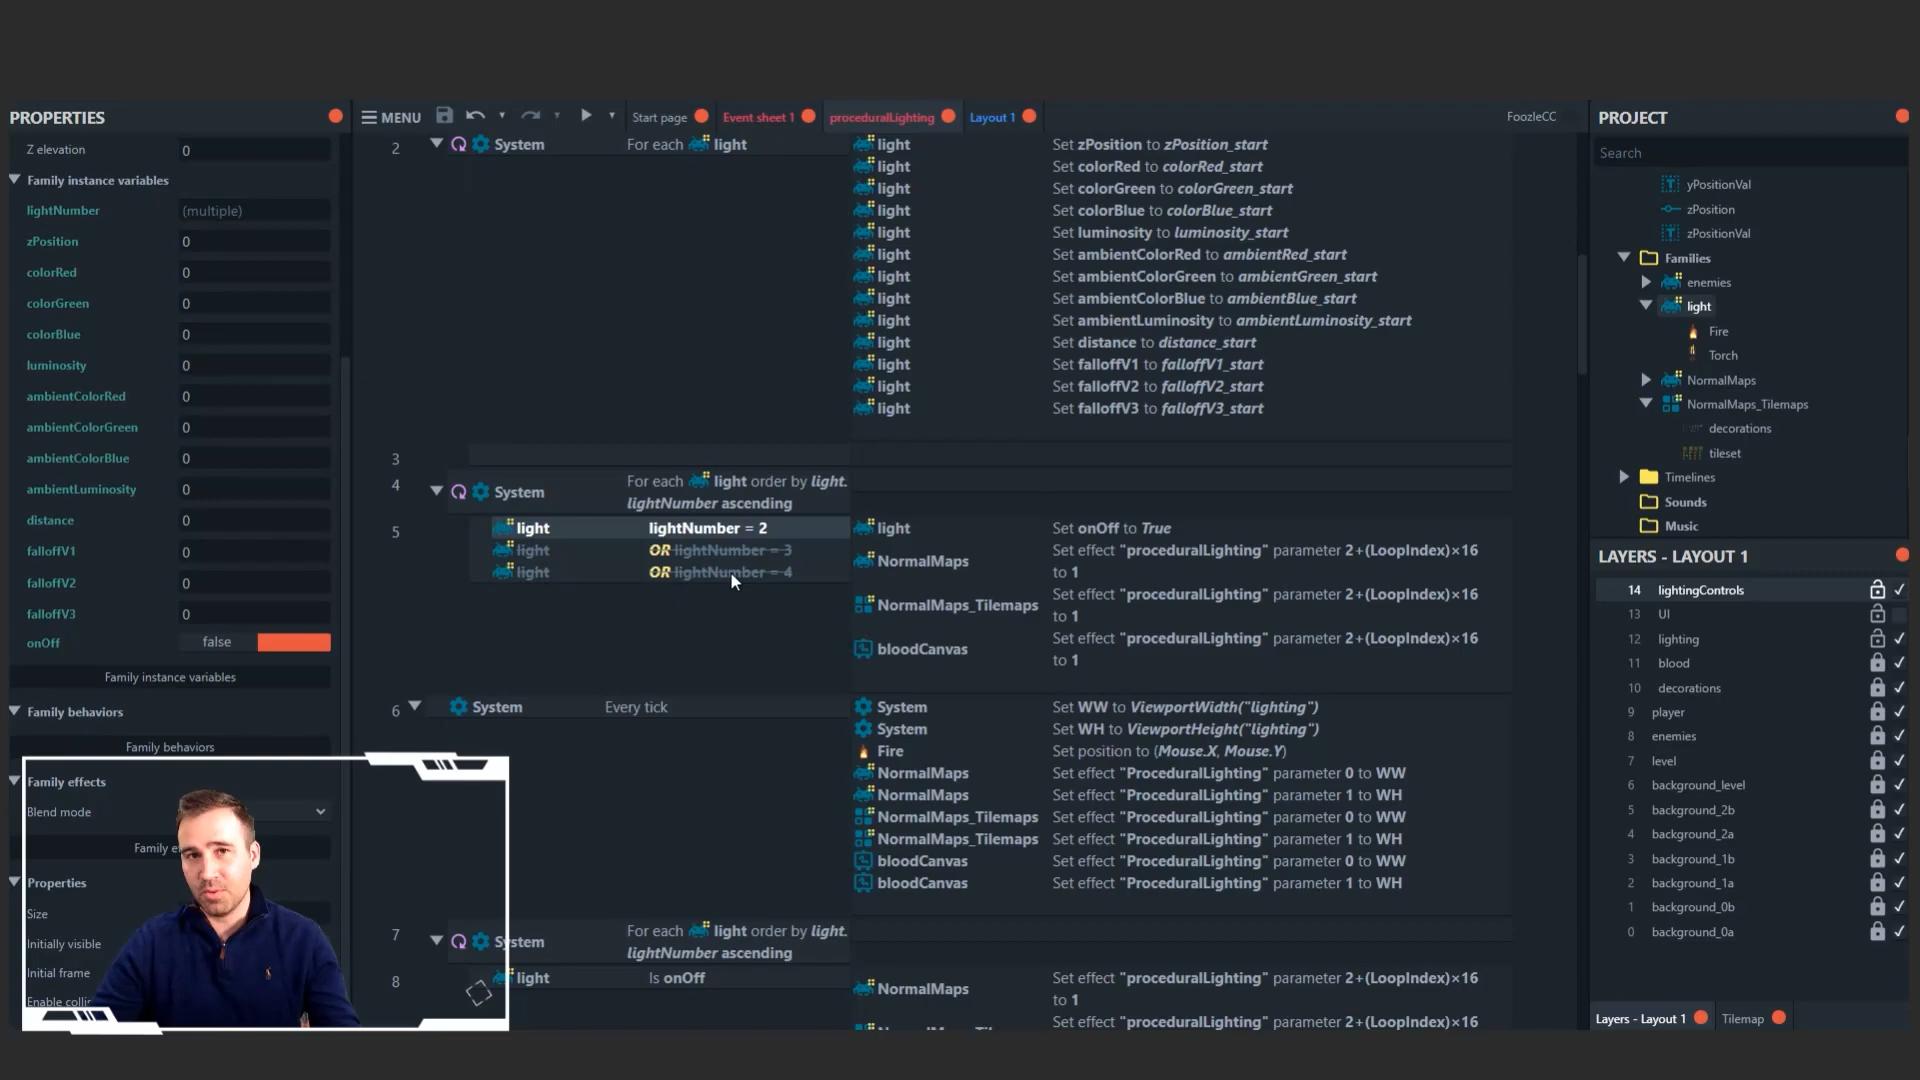 PROPERTIES
Z elevation 0
Family instance variables
lightNumber (multiple)
zPosition 0
colorRed 0
colorGreen 0
colorBlue 0
luminosity 0
ambientColorRed 0
ambientColorGreen 0
ambientColorBlue 0
ambientLuminosity 0
distance 0
falloffV1 0
falloffV2 0
falloffV3 0
onOff false
Family instance variables
Family behaviors
Family behaviors
Family effects
Blend mode
Family
Properties
Size
Initially visible
Initial frame
Enable
MENU Start page Event sheet 1 proceduralLighting Layout 1 FoozleCC
2 System For each light
light Set zPosition to zPosition_start
light Set colorRed to colorRed_start
light Set colorGreen to colorGreen_start
light Set colorBlue to colorBlue_start
light Set luminosity to luminosity_start
light Set ambientColorRed to ambientRed_start
light Set ambientColorGreen to ambientGreen_start
light Set ambientColorBlue to ambientBlue_start
light Set ambientLuminosity to ambientLuminosity_start
light Set distance to distance_start
light Set falloffV1 to falloffV1_start
light Set falloffV2 to falloffV2_start
light Set falloffV3 to falloffV3_start
3
4 System For each light order by light.
lightNumber ascending
5 light lightNumber = 2
light OR lightNumber = 3
light OR lightNumber = 4
light Set onOff to True
NormalMaps Set effect "proceduralLighting" parameter 2+(LoopIndex)×16
to 1
NormalMaps_Tilemaps Set effect "proceduralLighting" parameter 2+(LoopIndex)×16
to 1
bloodCanvas Set effect "proceduralLighting" parameter 2+(LoopIndex)×16
to 1
6 System Every tick
System Set WW to ViewportWidth("lighting")
System Set WH to ViewportHeight("lighting")
Fire Set position to (Mouse.X, Mouse.Y)
NormalMaps Set effect "ProceduralLighting" parameter 0 to WW
NormalMaps Set effect "ProceduralLighting" parameter 1 to WH
NormalMaps_Tilemaps Set effect "ProceduralLighting" parameter 0 to WW
NormalMaps_Tilemaps Set effect "ProceduralLighting" parameter 1 to WH
bloodCanvas Set effect "ProceduralLighting" parameter 0 to WW
bloodCanvas Set effect "ProceduralLighting" parameter 1 to WH
7 System For each light order by light.
lightNumber ascending
8 light Is onOff
NormalMaps Set effect "proceduralLighting" parameter 2+(LoopIndex)×16
to 1
Set effect "proceduralLighting" parameter 2+(LoopIndex)×16
PROJECT
Search
yPositionVal
zPosition
zPositionVal
Families
enemies
light
Fire
Torch
NormalMaps
NormalMaps_Tilemaps
decorations
tileset
Timelines
Sounds
Music
LAYERS - LAYOUT 1
14 lightingControls
13 UI
12 lighting
11 blood
10 decorations
9 player
8 enemies
7 level
6 background_level
5 background_2b
4 background_2a
3 background_1b
2 background_1a
1 background_0b
0 background_0a
Layers - Layout 1 Tilemap